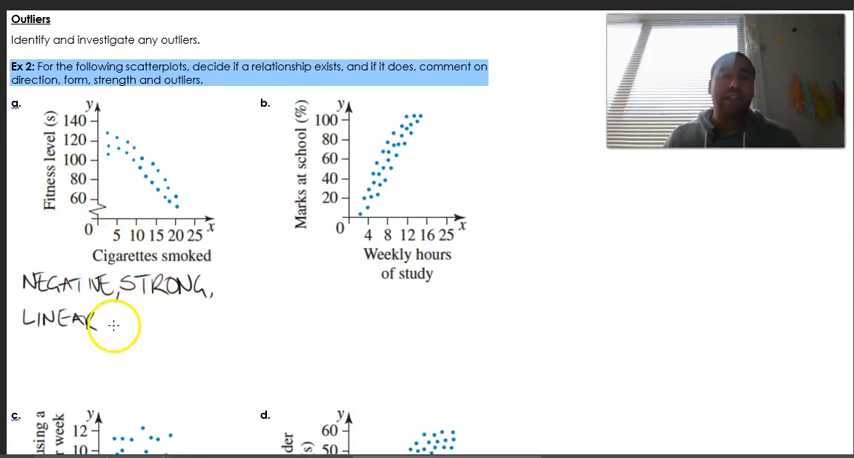 Outliers
Identify and investigate any outliers.
Ex 2: For the following scatterplots, decide if a relationship exists, and if it does, comment on
direction, form, strength and outliers.
a.
y
Fitness level (s)
140
120
100
80
60
0
5 10 15 20 25
x
Cigarettes smoked
NEGATIVE, STRONG,
LINEAR
b.
y
Marks at school (%)
100
80
60
40
20
0
4 8 12 16 25
x
Weekly hours
of study
c.
using a
week
y
12
10
d.
y
60
50